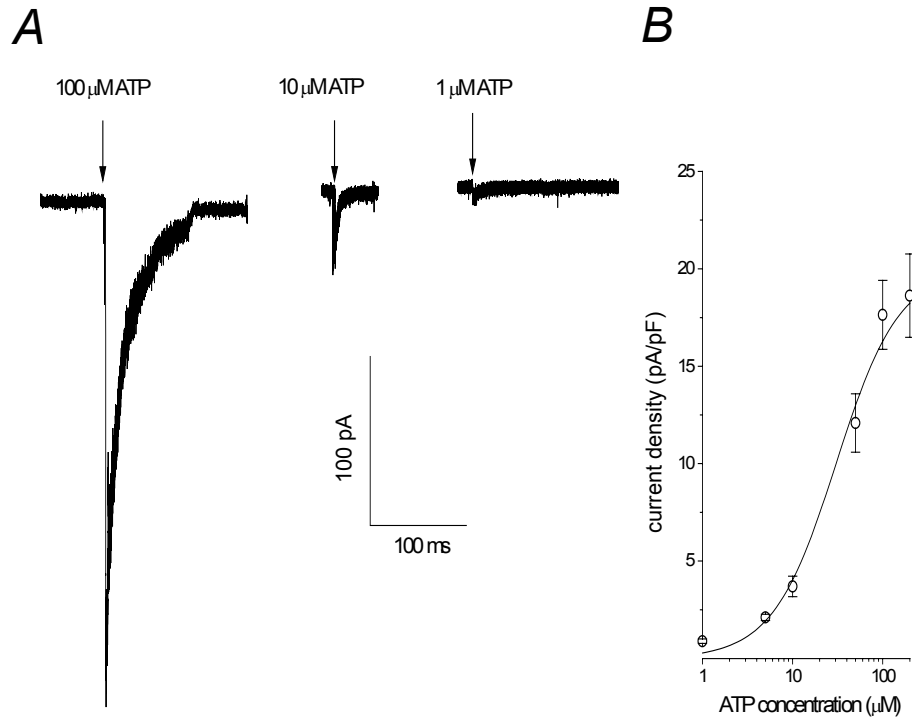 A
B
100 μMATP
10 μMATP
1 μMATP
100 pA
100 ms
25
20
15
10
5
current density (pA/pF)
1
10
100
ATP concentration (μM)